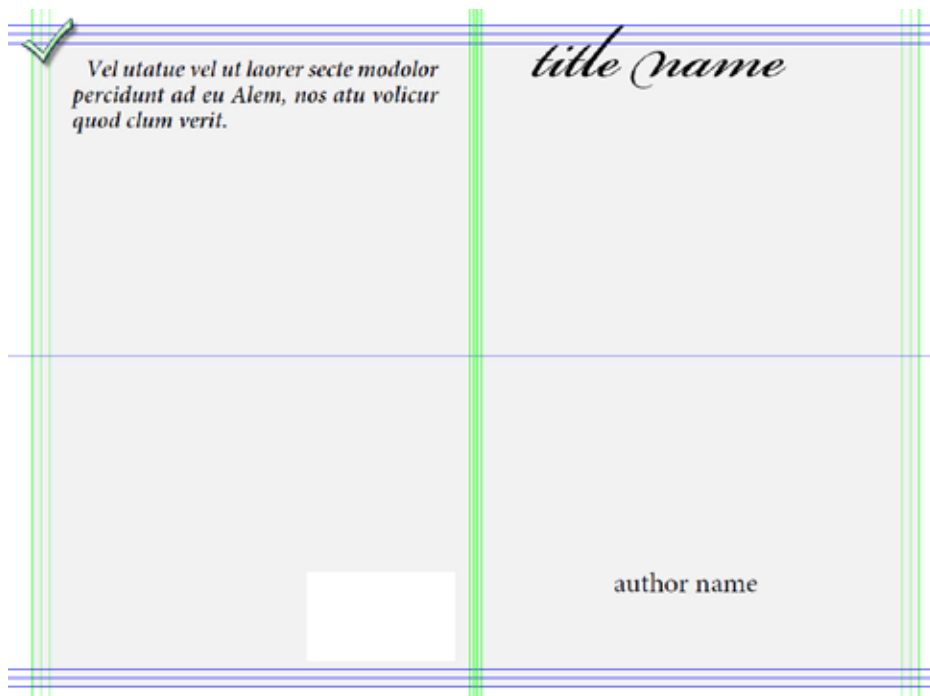 Vel utatue vel ut laorer secte modolor
percidunt ad eu Alem, nos atu volicur
quod clum verit.
title name
author name